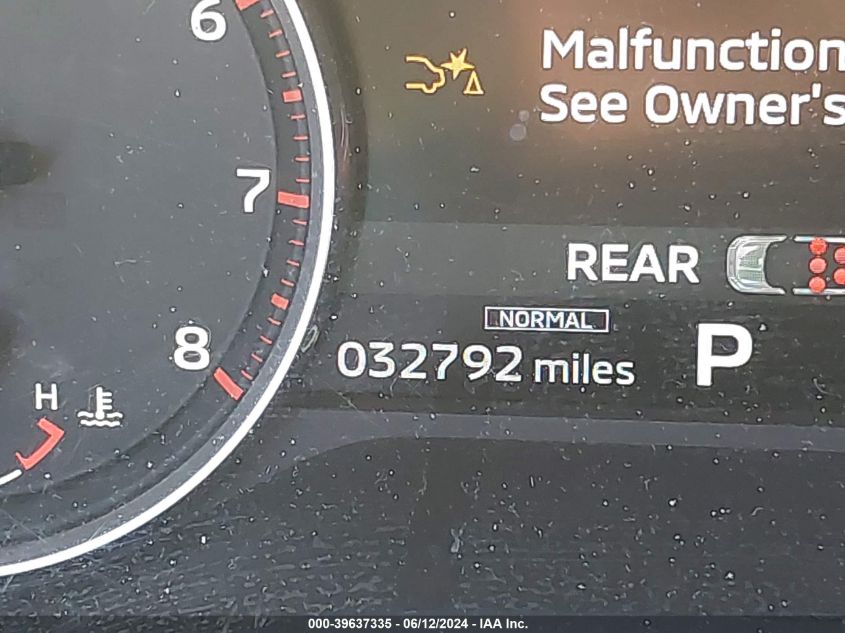 6
Malfunction
See Owner's
7
REAR
NORMAL
8
032792 miles
P
H
000-39637335 - 06/12/2024 - IAA Inc.